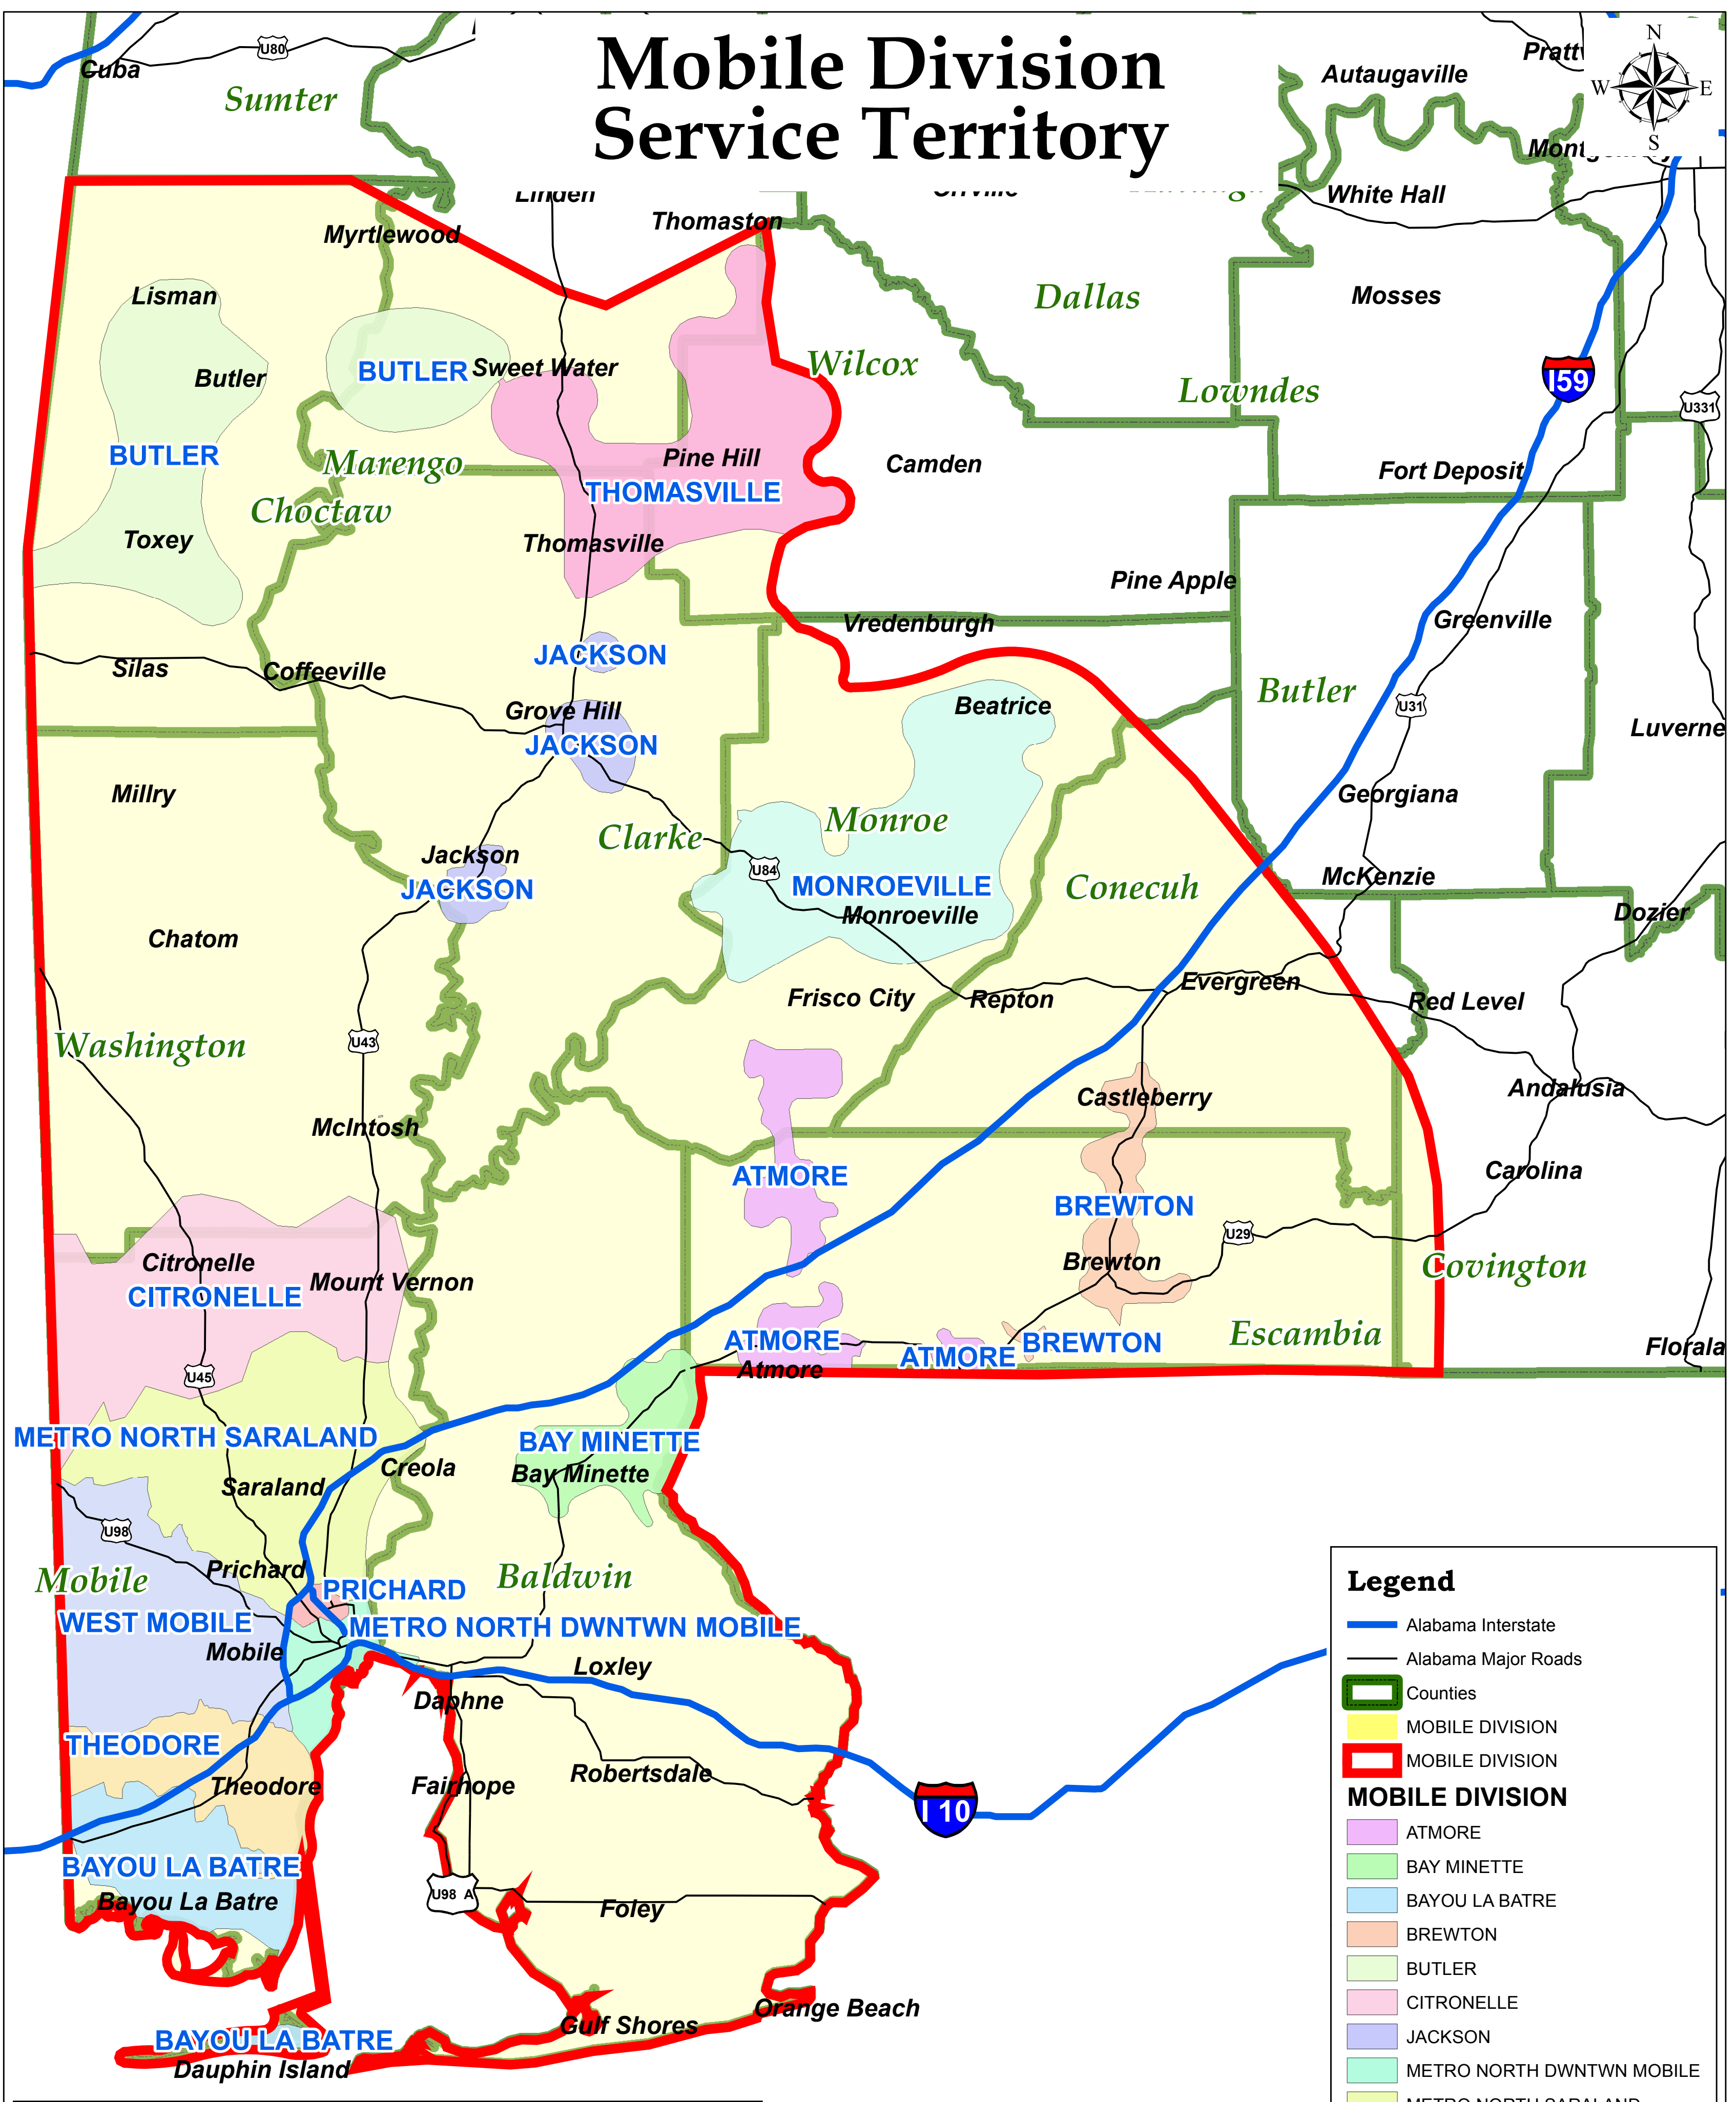 Mobile Division
Service Territory
N
W
E
S
U80
Cuba
Sumter
Autaugaville
White Hall
Linden
Thomaston
Myrtlewood
Lisman
Dallas
Mosses
Wilcox
Butler
BUTLER
Sweet Water
Lowndes
I59
U331
BUTLER
Marengo
Pine Hill
Camden
Fort Deposit
THOMASVILLE
Choctaw
Toxey
Thomasville
Pine Apple
Vredenburgh
Greenville
JACKSON
Silas
Coffeeville
Butler
Grove Hill
Beatrice
U31
JACKSON
Luverne
Millry
Georgiana
Clarke
Monroe
Jackson
U84
JACKSON
MONROEVILLE
Conecuh
McKenzie
Monroeville
Dozier
Chatom
Frisco City
Repton
Evergreen
Red Level
Washington
U43
Castleberry
Andalusia
McIntosh
ATMORE
Carolina
BREWTON
U29
Citronelle
Mount Vernon
Brewton
Covington
CITRONELLE
ATMORE
ATMORE
BREWTON
Escambia
Florala
U45
Atmore
METRO NORTH SARALAND
BAY MINETTE
Creola
Bay Minette
Saraland
U98
Prichard
Mobile
PRICHARD
Baldwin
WEST MOBILE
METRO NORTH DWNTWN MOBILE
Mobile
Loxley
Daphne
THEODORE
Theodore
Fairhope
Robertsdale
I 10
BAYOU LA BATRE
Bayou La Batre
U98 A
Foley
Orange Beach
Gulf Shores
BAYOU LA BATRE
Dauphin Island
Legend
Alabama Interstate
Alabama Major Roads
Counties
MOBILE DIVISION
MOBILE DIVISION
MOBILE DIVISION
ATMORE
BAY MINETTE
BAYOU LA BATRE
BREWTON
BUTLER
CITRONELLE
JACKSON
METRO NORTH DWNTWN MOBILE
METRO NORTH SARALAND